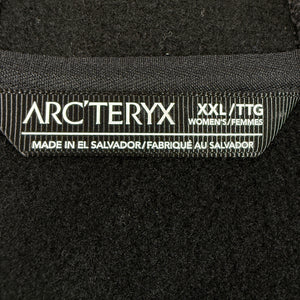 ARC'TERYX XXL/TTG
WOMEN'S/FEMMES
MADE IN EL SALVADOR/FABRIQUÉ AU SALVADOR